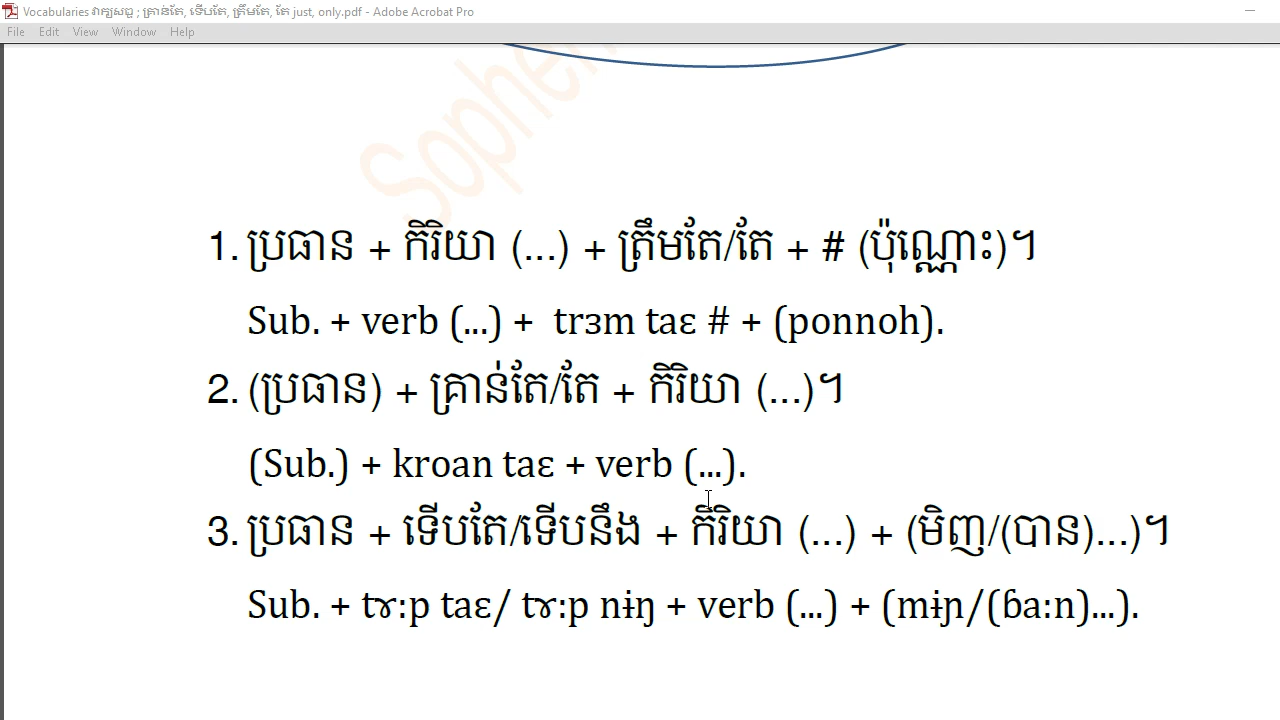 Vocabularies វាក្យសព្ទ ; គ្រាន់តែ, ទើបតែ, ត្រឹមតែ, តែ just, only.pdf - Adobe Acrobat Pro
File Edit View Window Help
1. ប្រធាន + កិរិយា (...) + ត្រឹមតែ/តែ + # (ប៉ុណ្ណោះ)។
Sub. + verb (...) + trɜm taɛ # + (ponnoh).
2. (ប្រធាន) + គ្រាន់តែ/តែ + កិរិយា (...)។
(Sub.) + kroan taɛ + verb (...).
3. ប្រធាន + ទើបតែ/ទើបនឹង + កិរិយា (...) + (មិញ/(បាន)...)។
Sub. + tɤ:p taɛ/ tɤ:p nɨŋ + verb (...) + (mɨɲ/(ɓa:n)...).